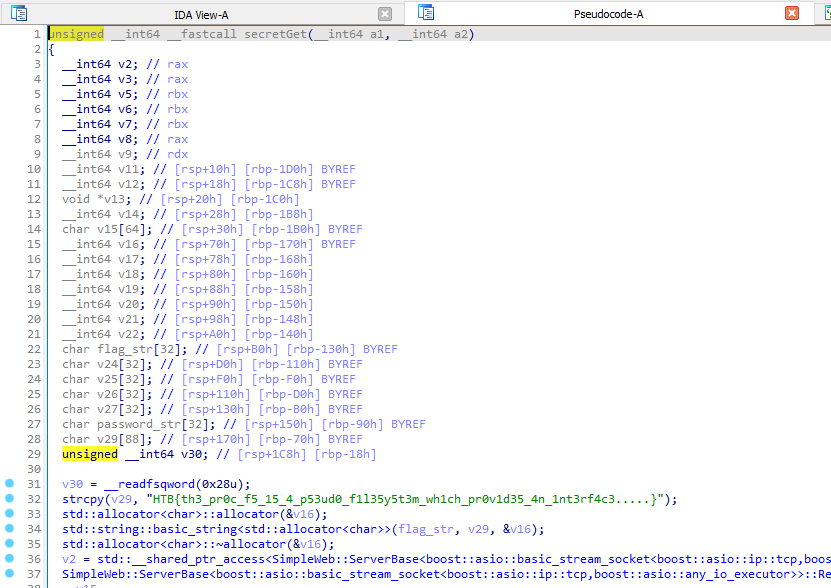 IDA View-A
Pseudocode-A
1 unsigned __int64 __fastcall secretGet(__int64 a1, __int64 a2)
2 {
3 __int64 v2; // rax
4 __int64 v3; // rax
5 __int64 v5; // rbx
6 __int64 v6; // rbx
7 __int64 v7; // rbx
8 __int64 v8; // rax
9 __int64 v9; // rdx
10 __int64 v11; // [rsp+10h] [rbp-1D0h] BYREF
11 __int64 v12; // [rsp+18h] [rbp-1C8h] BYREF
12 void *v13; // [rsp+20h] [rbp-1C0h]
13 __int64 v14; // [rsp+28h] [rbp-1B8h]
14 char v15[64]; // [rsp+30h] [rbp-1B0h] BYREF
15 __int64 v16; // [rsp+70h] [rbp-170h] BYREF
16 __int64 v17; // [rsp+78h] [rbp-168h]
17 __int64 v18; // [rsp+80h] [rbp-160h]
18 __int64 v19; // [rsp+88h] [rbp-158h]
19 __int64 v20; // [rsp+90h] [rbp-150h]
20 __int64 v21; // [rsp+98h] [rbp-148h]
21 __int64 v22; // [rsp+A0h] [rbp-140h]
22 char flag_str[32]; // [rsp+B0h] [rbp-130h] BYREF
23 char v24[32]; // [rsp+D0h] [rbp-110h] BYREF
24 char v25[32]; // [rsp+F0h] [rbp-F0h] BYREF
25 char v26[32]; // [rsp+110h] [rbp-D0h] BYREF
26 char v27[32]; // [rsp+130h] [rbp-B0h] BYREF
27 char password_str[32]; // [rsp+150h] [rbp-90h] BYREF
28 char v29[88]; // [rsp+170h] [rbp-70h] BYREF
29 unsigned __int64 v30; // [rsp+1C8h] [rbp-18h]
30
31 v30 = __readfsqword(0x28u);
32 strcpy(v29, "HTB{th3_pr0c_f5_15_4_p53ud0_f1l35y5t3m_wh1ch_pr0v1d35_4n_1nt3rf4c3.....}");
33 std::allocator<char>::allocator(&v16);
34 std::string::basic_string<std::allocator<char>>(flag_str, v29, &v16);
35 std::allocator<char>::~allocator(&v16);
36 v2 = std::__shared_ptr_access<SimpleWeb::ServerBase<boost::asio::basic_stream_socket<boost::asio::ip::tcp,boos
37 SimpleWeb::ServerBase<boost::asio::basic_stream_socket<boost::asio::ip::tcp,boost::asio::any_io_executor>>::Re